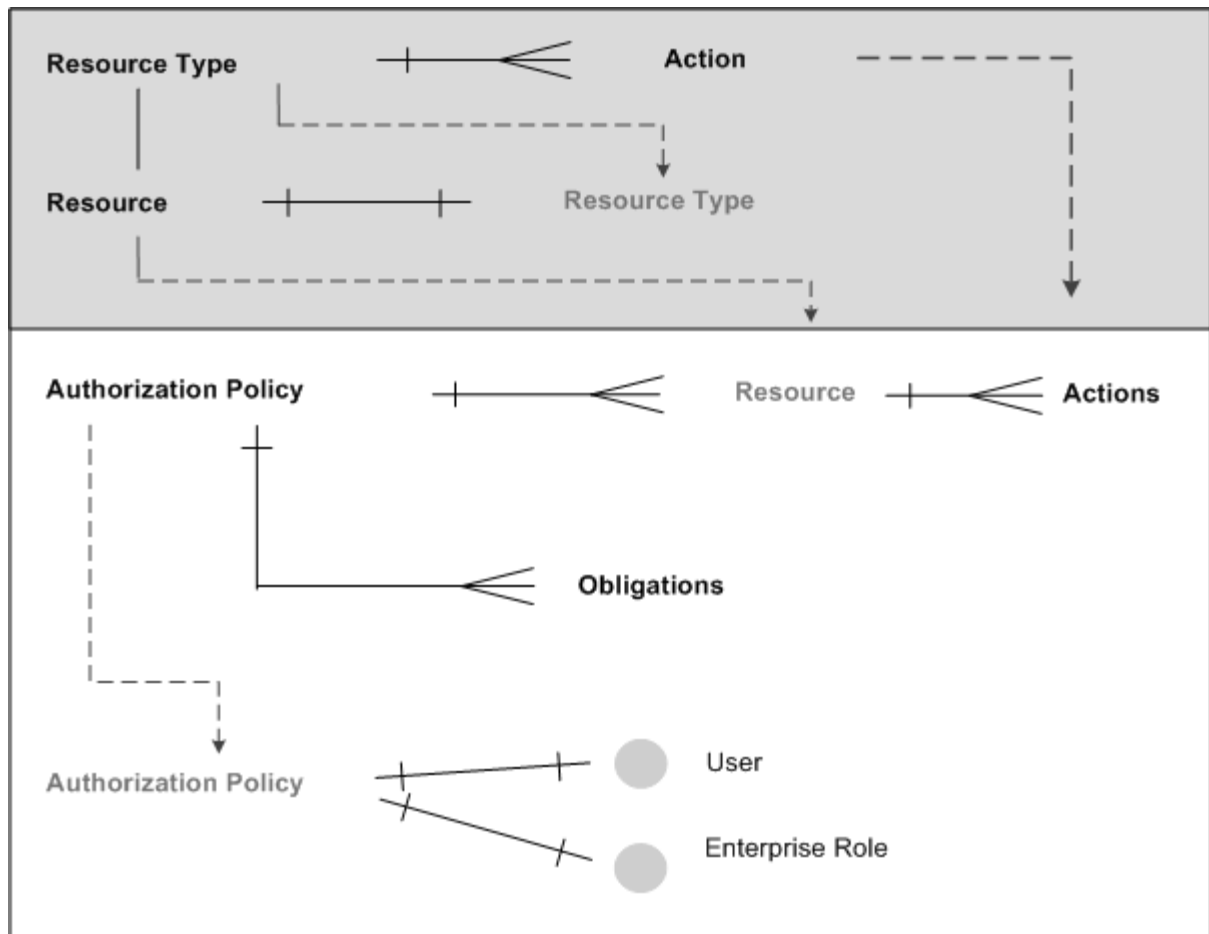 Resource Type
Action
Resource
Resource Type
Authorization Policy
Resource
Actions
Obligations
Authorization Policy
User
Enterprise Role